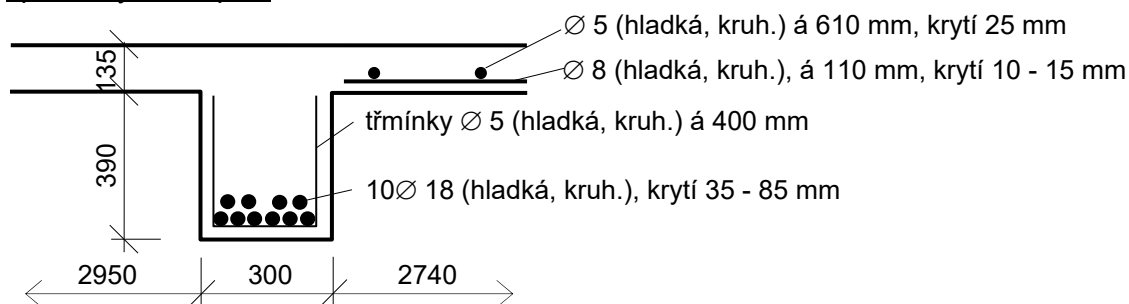 ∅ 5 (hladká, kruh.) á 610 mm, krytí 25 mm
∅ 8 (hladká, kruh.), á 110 mm, krytí 10 - 15 mm
135
třmínky ∅ 5 (hladká, kruh.) á 400 mm
390
10∅ 18 (hladká, kruh.), krytí 35 - 85 mm
2950 300 2740